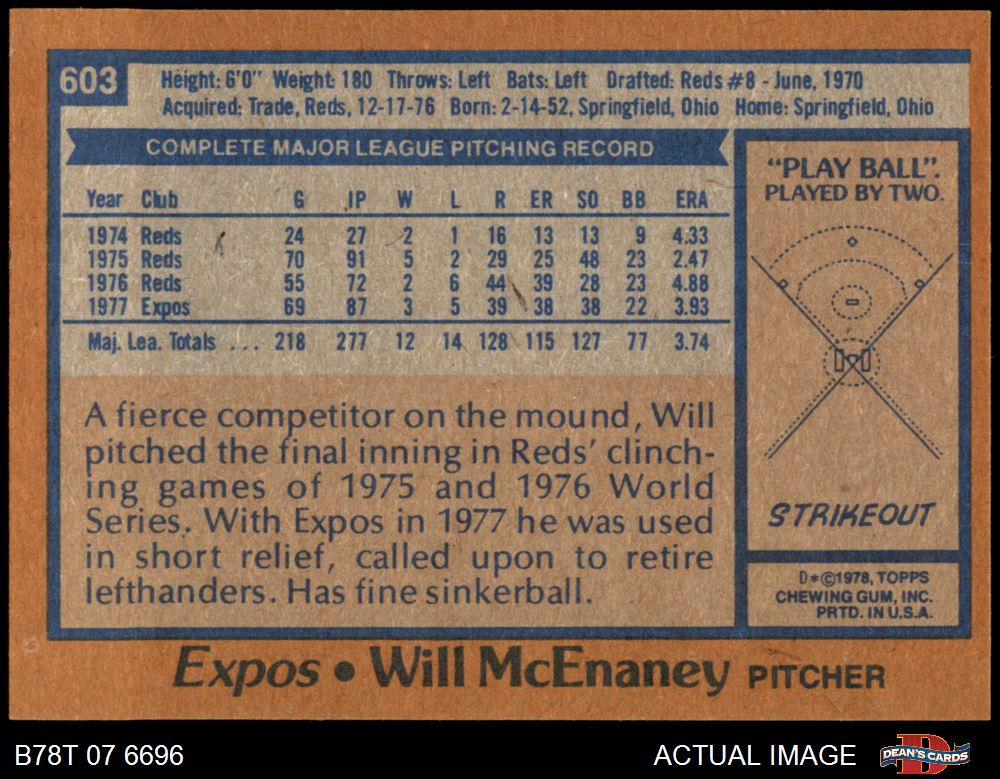 603
Height: 6'0" Weight: 180 Throws: Left Bats: Left Drafted: Reds #8 - June, 1970
Acquired: Trade, Reds, 12-17-76 Born: 2-14-52, Springfield, Ohio Home: Springfield, Ohio
COMPLETE MAJOR LEAGUE PITCHING RECORD
Year Club G IP W L R ER SO BB ERA
1974 Reds 24 27 2 1 16 13 13 9 4.33
1975 Reds 70 91 5 2 29 25 48 23 2.47
1976 Reds 55 72 2 6 44 39 28 23 4.88
1977 Expos 69 87 3 5 39 38 38 22 3.93
Maj. Lea. Totals ... 218 277 12 14 128 115 127 77 3.74
A fierce competitor on the mound, Will
pitched the final inning in Reds' clinch-
ing games of 1975 and 1976 World
Series. With Expos in 1977 he was used
in short relief, called upon to retire
lefthanders. Has fine sinkerball.
"PLAY BALL".
PLAYED BY TWO.
STRIKEOUT
D*©1978, TOPPS
CHEWING GUM, INC.
PRTD. IN U.S.A.
Expos • Will McEnaney PITCHER
B78T 07 6696
ACTUAL IMAGE
DEAN'S CARDS